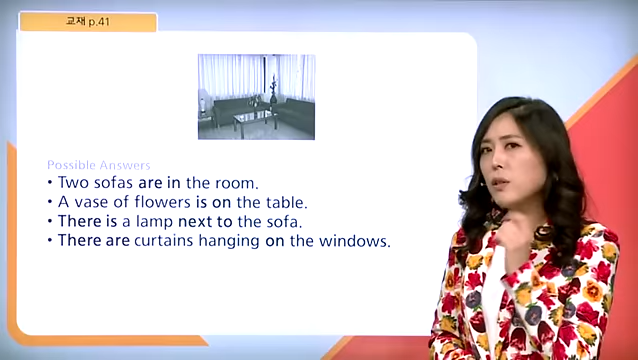 교재 p.41
Possible Answers
• Two sofas are in the room.
• A vase of flowers is on the table.
• There is a lamp next to the sofa.
• There are curtains hanging on the windows.